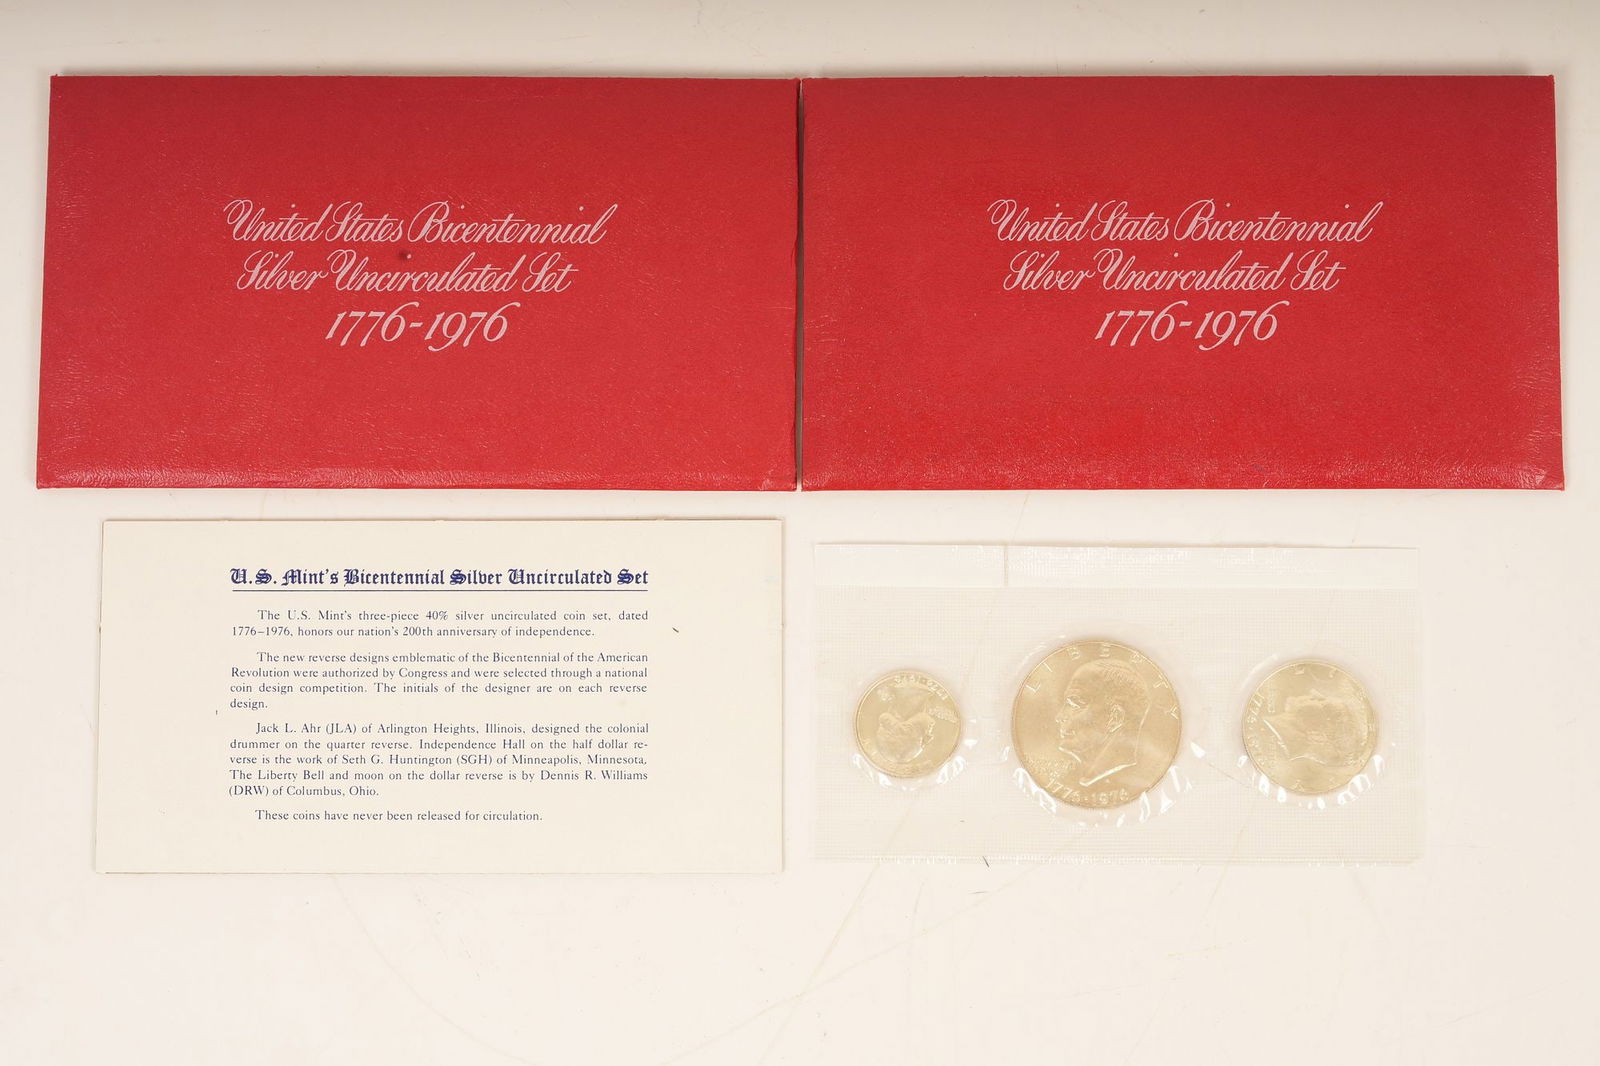 United States Bicentennial
Silver Uncirculated Set
1776-1976
United States Bicentennial
Silver Uncirculated Set
1776-1976
U.S. Mint's Bicentennial Silver Uncirculated Set
The U.S. Mint's three-piece 40% silver uncirculated coin set, dated
1776–1976, honors our nation's 200th anniversary of independence.
The new reverse designs emblematic of the Bicentennial of the American
Revolution were authorized by Congress and were selected through a national
coin design competition. The initials of the designer are on each reverse
design.
Jack L. Ahr (JLA) of Arlington Heights, Illinois, designed the colonial
drummer on the quarter reverse. Independence Hall on the half dollar re-
verse is the work of Seth G. Huntington (SGH) of Minneapolis, Minnesota.
The Liberty Bell and moon on the dollar reverse is by Dennis R. Williams
(DRW) of Columbus, Ohio.
These coins have never been released for circulation.
1776-1976
LIBERTY
1776-1976
1776-1976